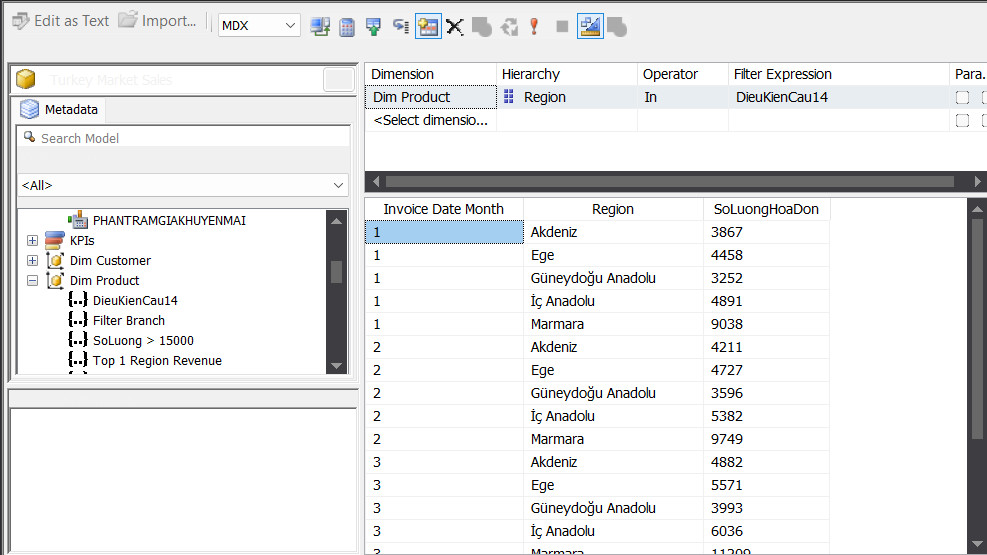 Edit as Text Import... MDX
Turkey Market Sales
Metadata
Search Model
<All>
PHANTRAMGIAKHUYENMAI
KPIs
Dim Customer
Dim Product
DieuKienCau14
Filter Branch
SoLuong > 15000
Top 1 Region Revenue
Dimension Hierarchy Operator Filter Expression Para.
Dim Product Region In DieuKienCau14
<Select dimensio...
Invoice Date Month Region SoLuongHoaDon
1 Akdeniz 3867
1 Ege 4458
1 Güneydoğu Anadolu 3252
1 İç Anadolu 4891
1 Marmara 9038
2 Akdeniz 4211
2 Ege 4727
2 Güneydoğu Anadolu 3596
2 İç Anadolu 5382
2 Marmara 9749
3 Akdeniz 4882
3 Ege 5571
3 Güneydoğu Anadolu 3993
3 İç Anadolu 6036
3 Marmara 11209